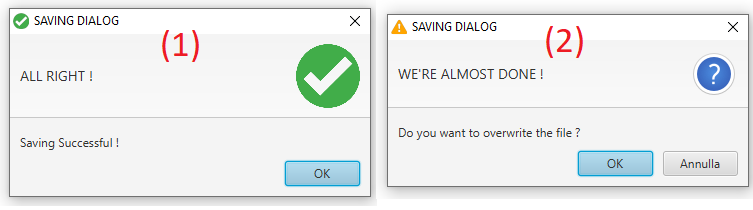 SAVING DIALOG
(1)
ALL RIGHT !
Saving Successful !
OK
SAVING DIALOG
(2)
WE'RE ALMOST DONE !
?
Do you want to overwrite the file ?
OK
Annulla